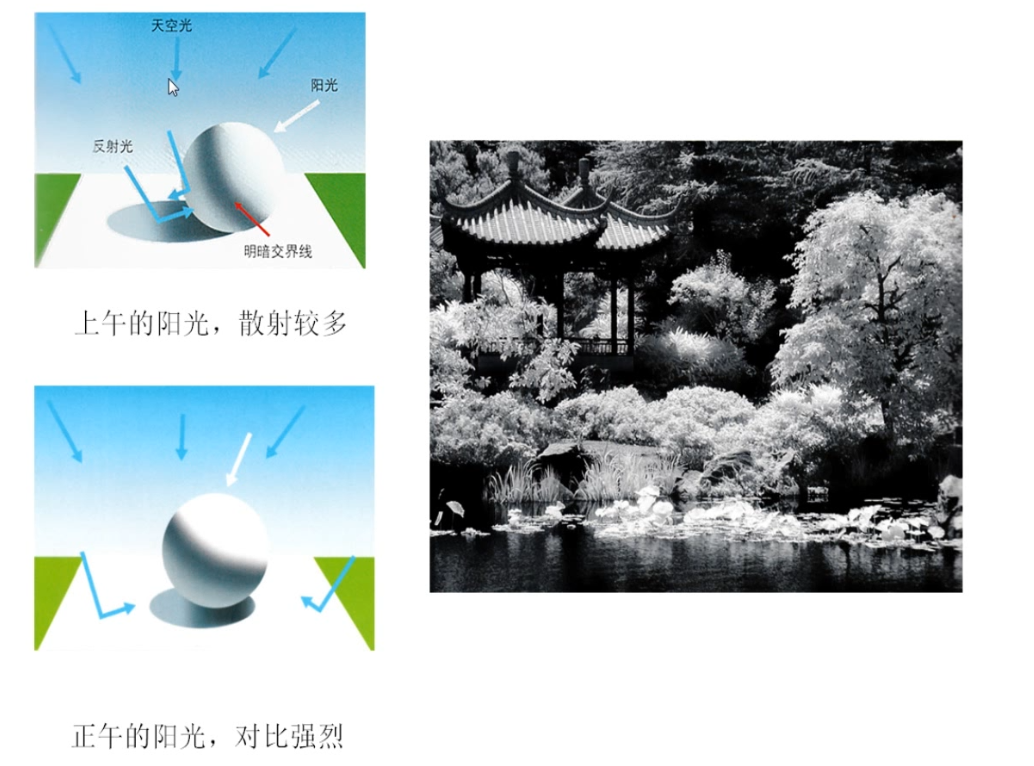 天空光
阳光
反射光
明暗交界线
上午的阳光，散射较多
正午的阳光，对比强烈